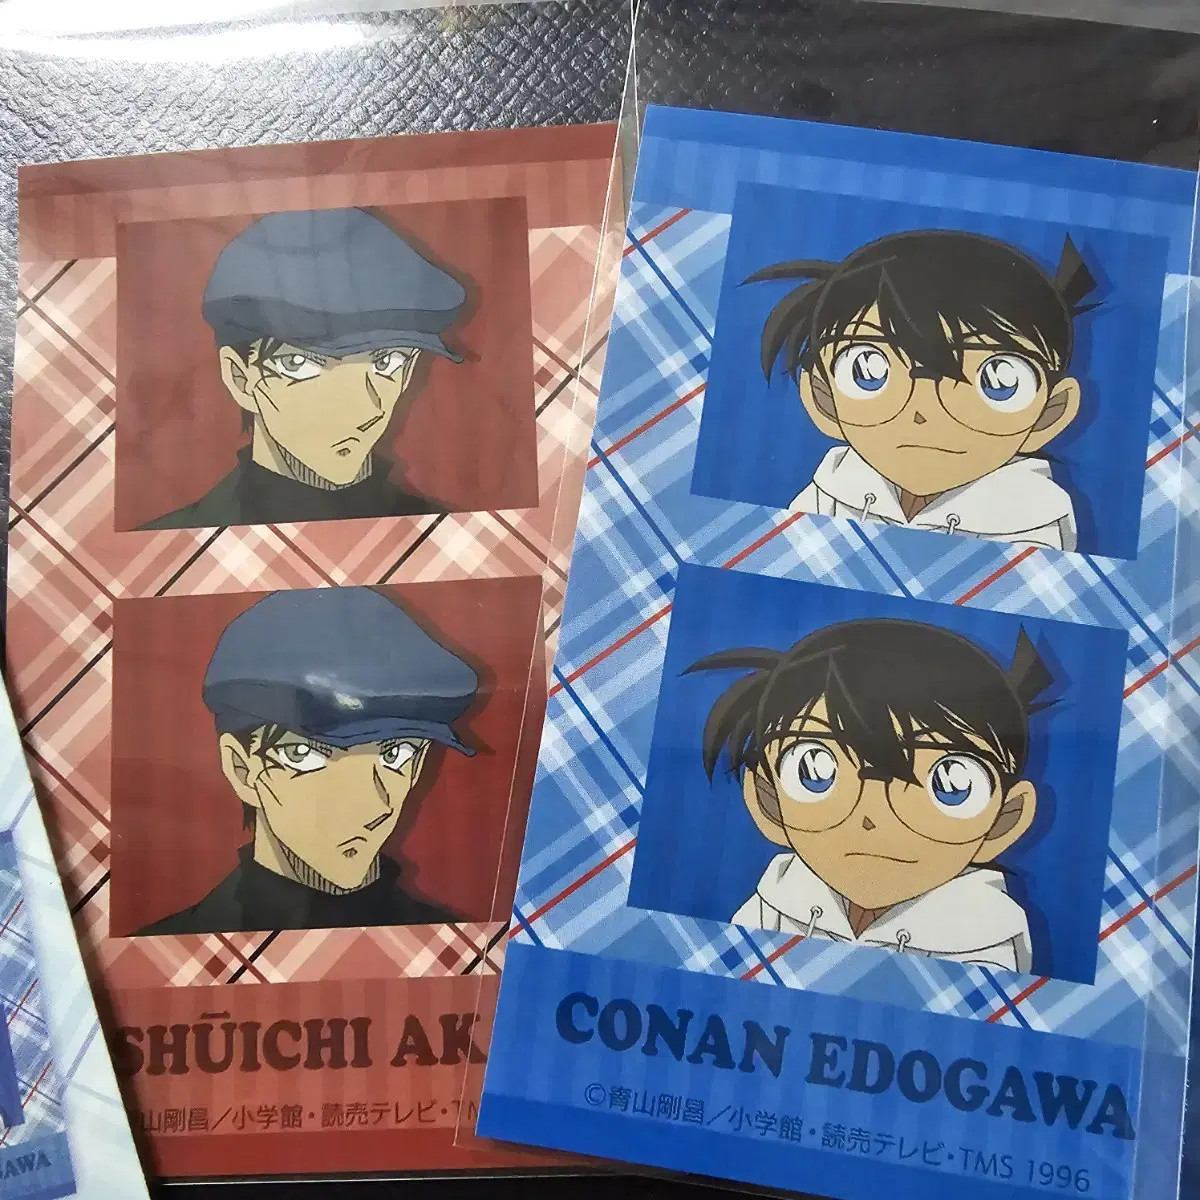 SHŪICHI AK
山剛昌/小学館・読売テレビ・TM
CONAN EDOGAWA
©青山剛昌/小学館・読売テレビ・TMS 1996
GAWA